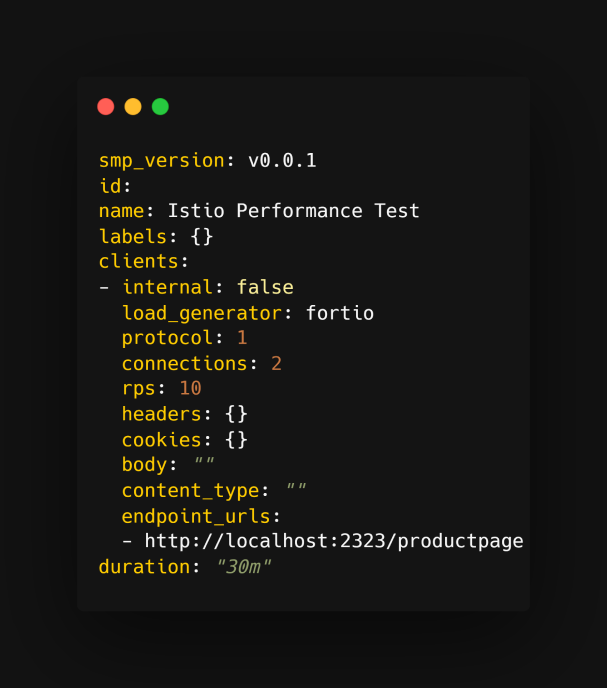 smp_version: v0.0.1
id:
name: Istio Performance Test
labels: {}
clients:
- internal: false
  load_generator: fortio
  protocol: 1
  connections: 2
  rps: 10
  headers: {}
  cookies: {}
  body: ""
  content_type: ""
  endpoint_urls:
  - http://localhost:2323/productpage
duration: "30m"